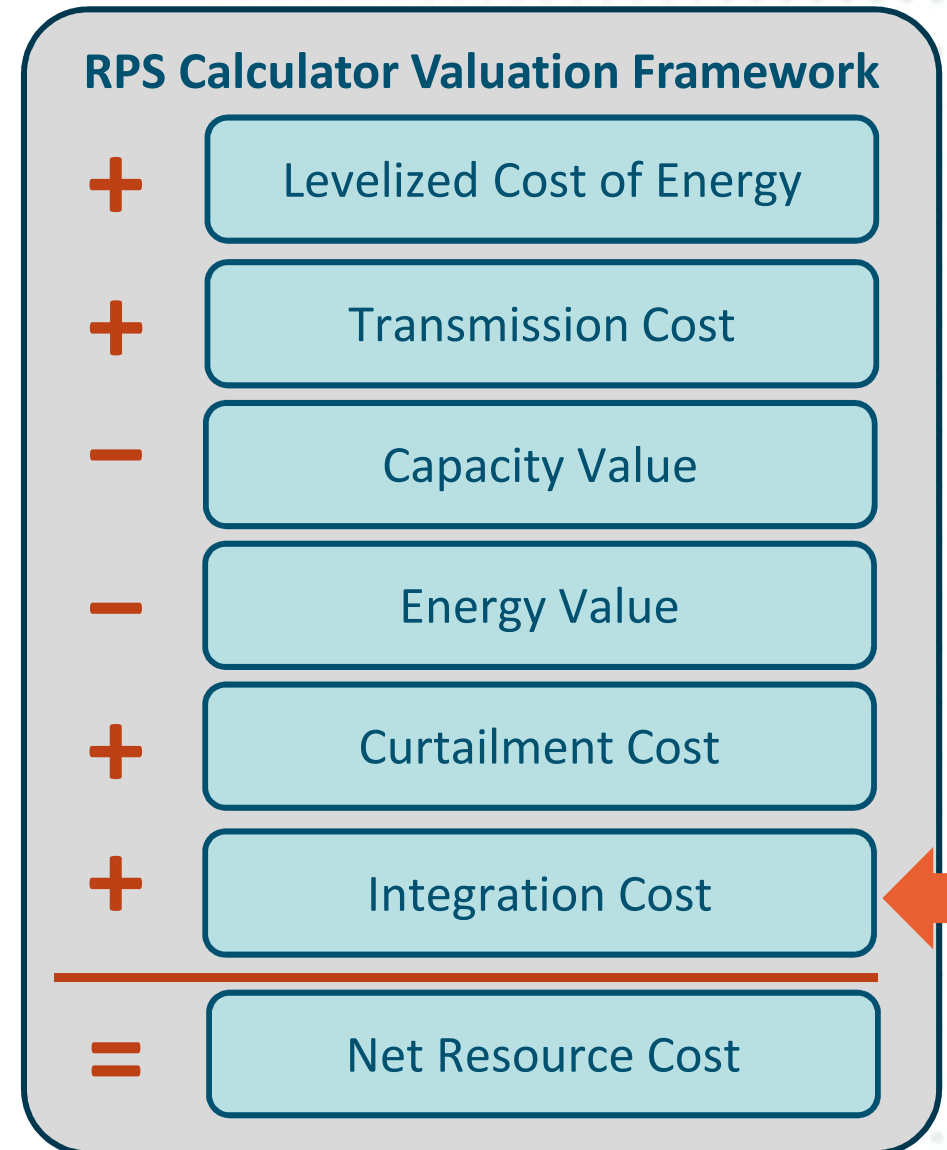 RPS Calculator Valuation Framework
+ Levelized Cost of Energy
+ Transmission Cost
– Capacity Value
– Energy Value
+ Curtailment Cost
+ Integration Cost
= Net Resource Cost